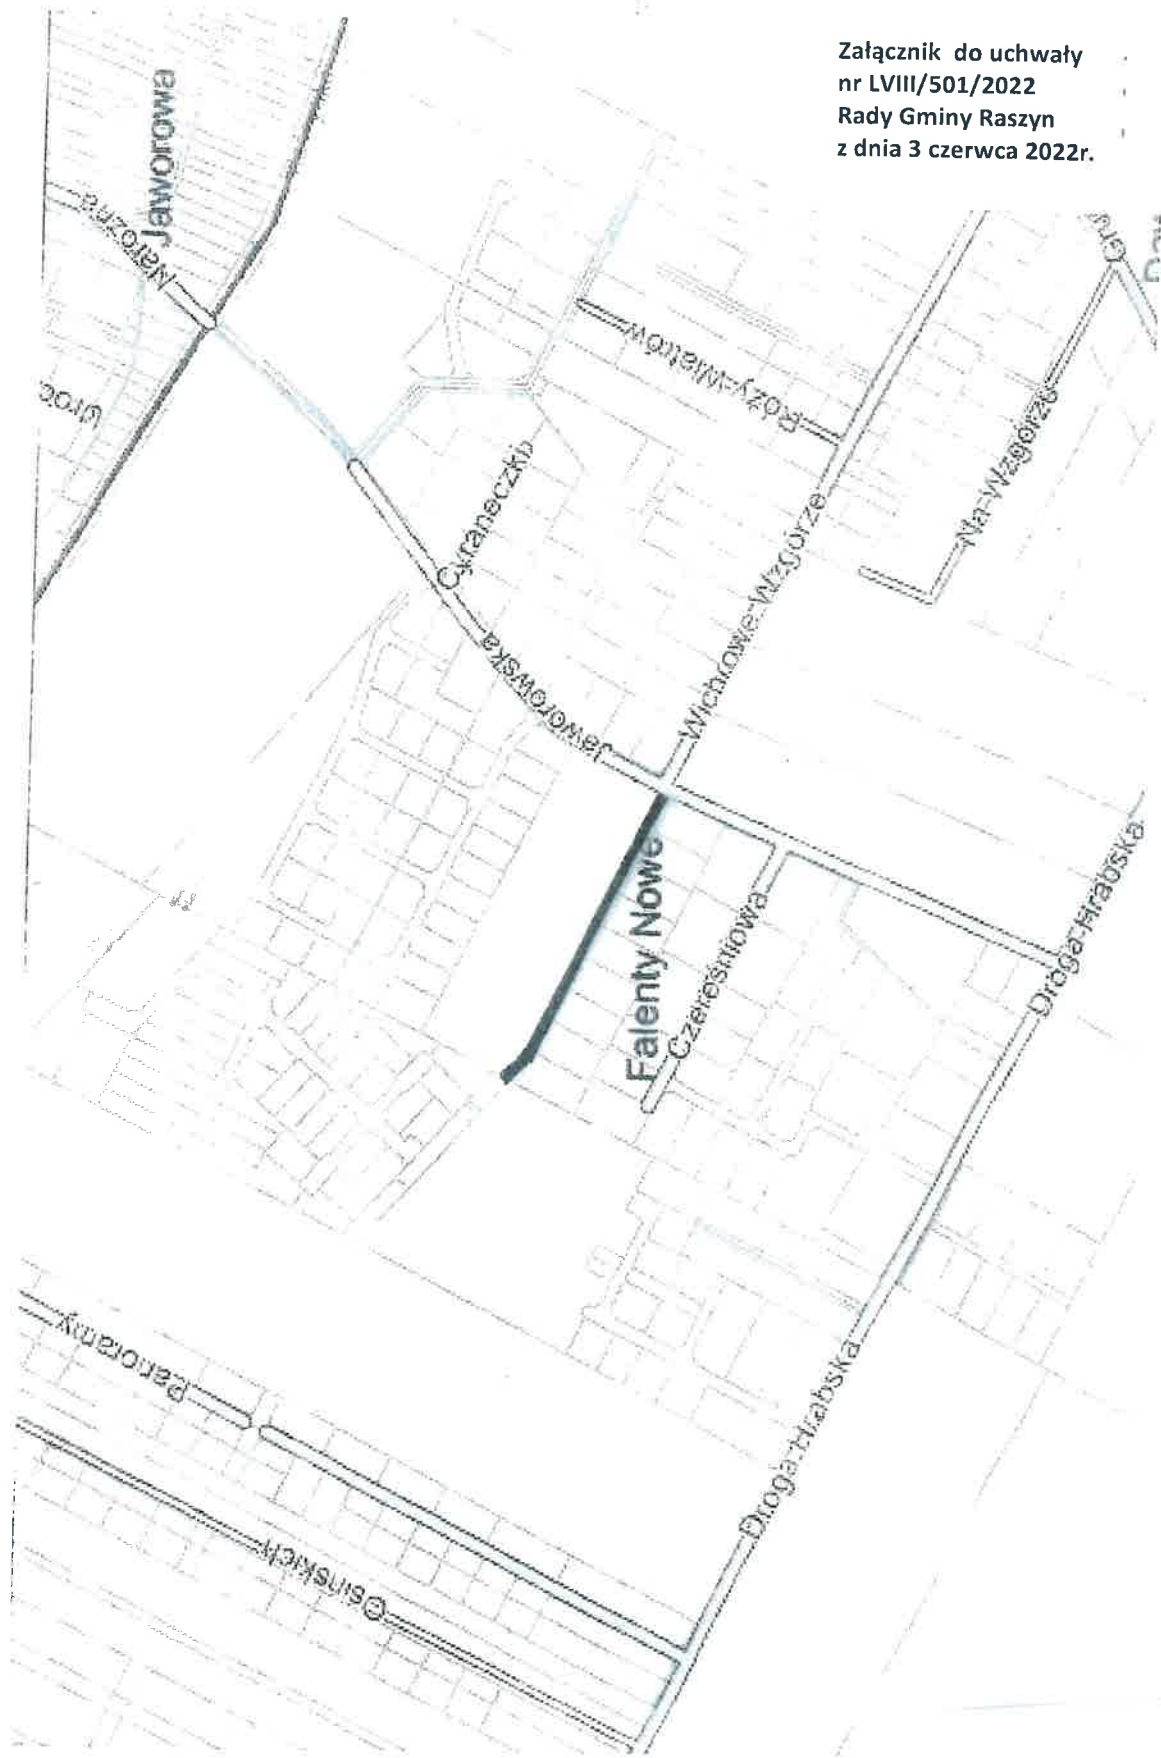 Załącznik do uchwały
nr LVIII/501/2022
Rady Gminy Raszyn
z dnia 3 czerwca 2022r.
Jaworowa
Narożna
Róży Wiatrów
Na Wzgórzu
Cyraneczki
Wichrowe Wzgórze
Jaworowska
Falenty Nowe
Czereśniowa
Droga Hrabska
Panoramy
Droga Hrabska
Osińskich